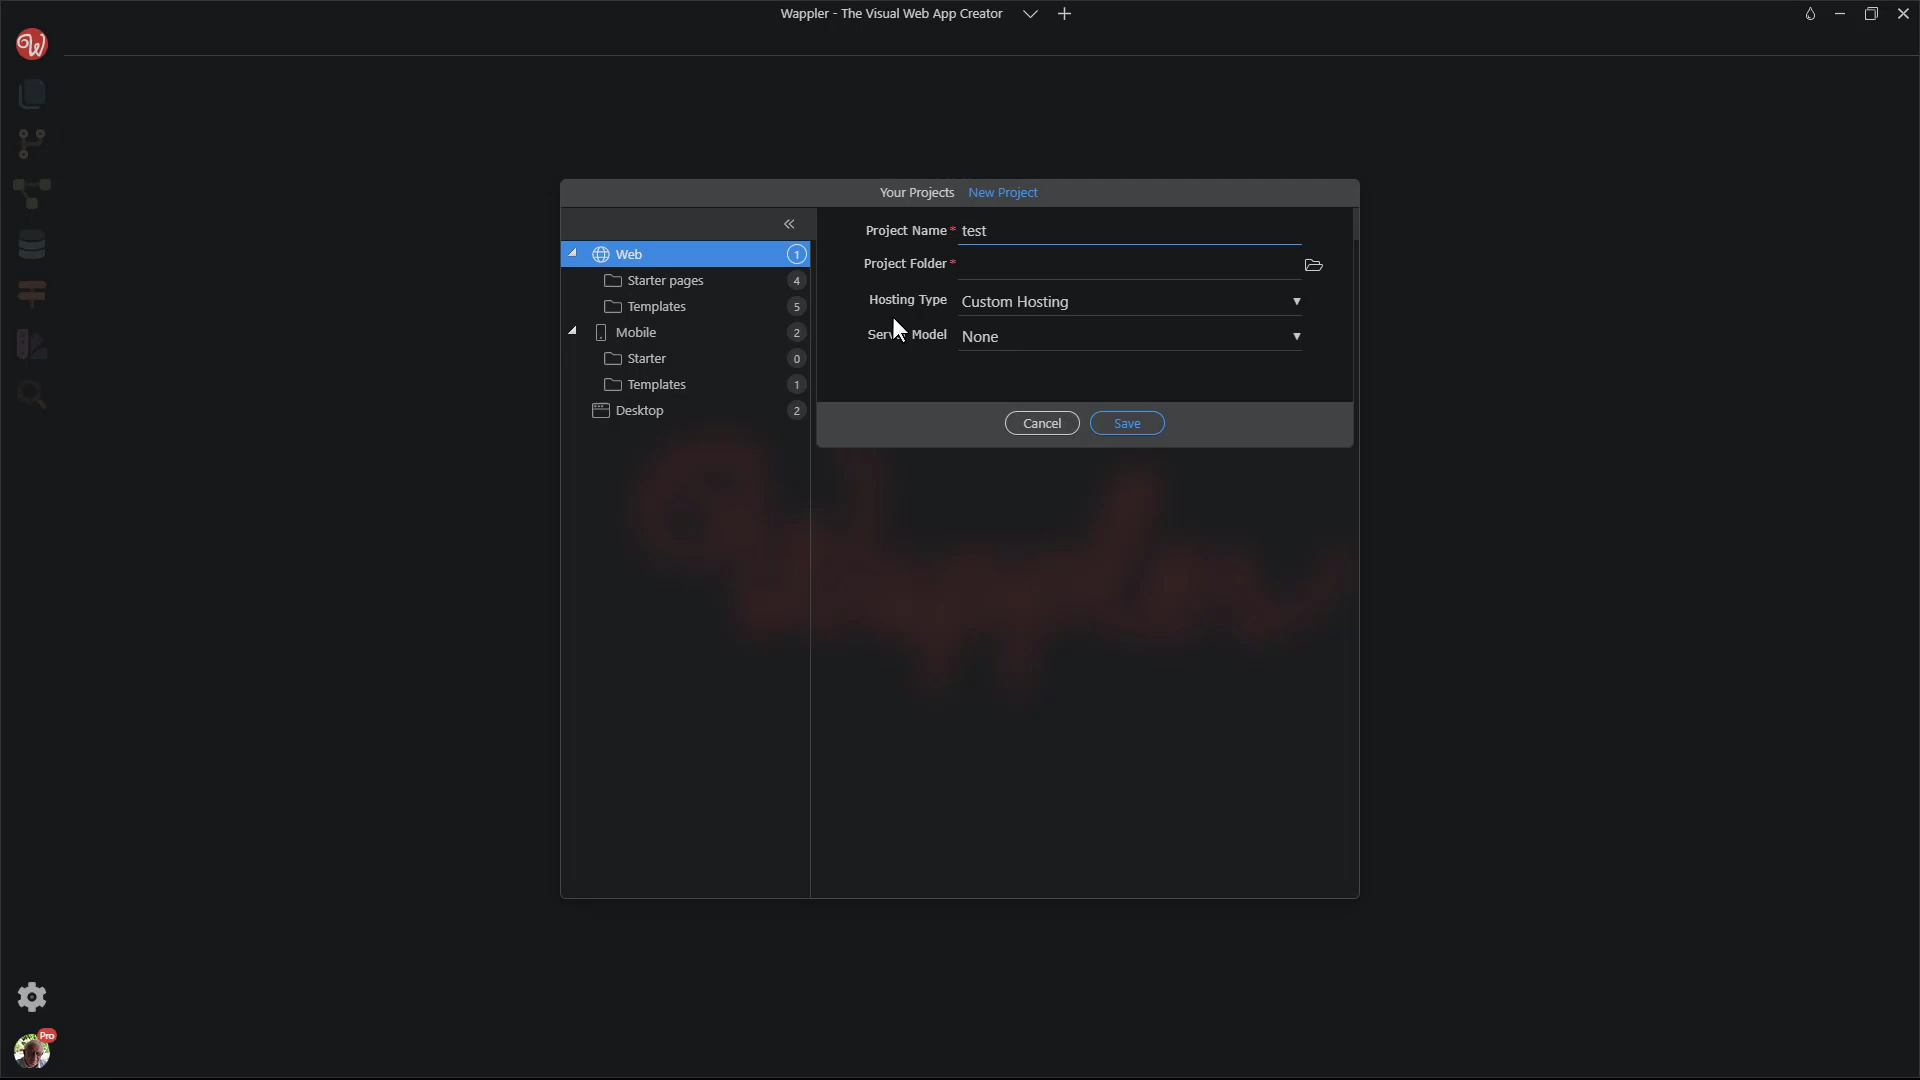 Wappler - The Visual Web App Creator
Your Projects New Project
Project Name * test
Web 1
Project Folder *
Starter pages 4
Hosting Type Custom Hosting
Templates 5
Mobile 2
Server Model None
Starter 0
Templates 1
Desktop 2
Cancel Save
Wappler
Pro